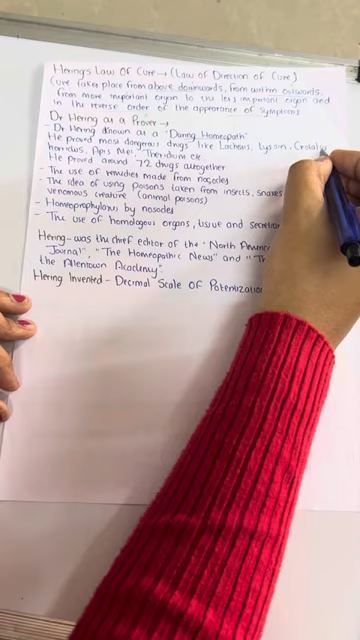 Hering's Law Of Cure → (Law of Direction of Cure)
Cure takes place from above downwards, from within outwards,
from more important organ to the less important organ and
in the reverse order of the appearance of symptoms
Dr Hering as a Prover →
Dr Hering known as a "Daring Homeopath"
He proved most dangerous drugs like Lachesis, Lyssin, Crotalus
horridus, Apis Mel, Theridium etc
He proved around 72 drugs altogether
- The use of remedies made from nosodes
- The idea of using poisons taken from insects, snakes
venomous creature (animal poisons)
- Homeoprophylaxis by nosodes
- The use of homologous organs, tissue and secretion
Hering - was the chief editor of the "North
Journal", "The Homeopathic News" and
the Allentown Academy".
Hering Invented - Decimal Scale Of Potentization